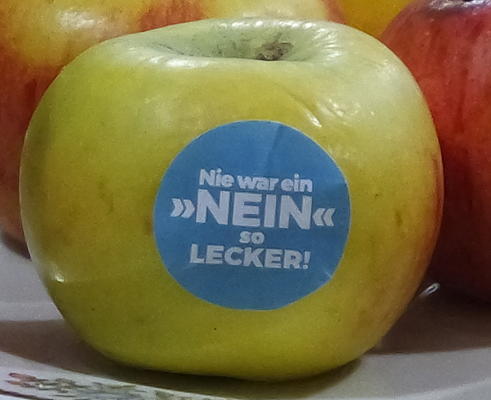 Nie war ein
»NEIN«
so
LECKER!